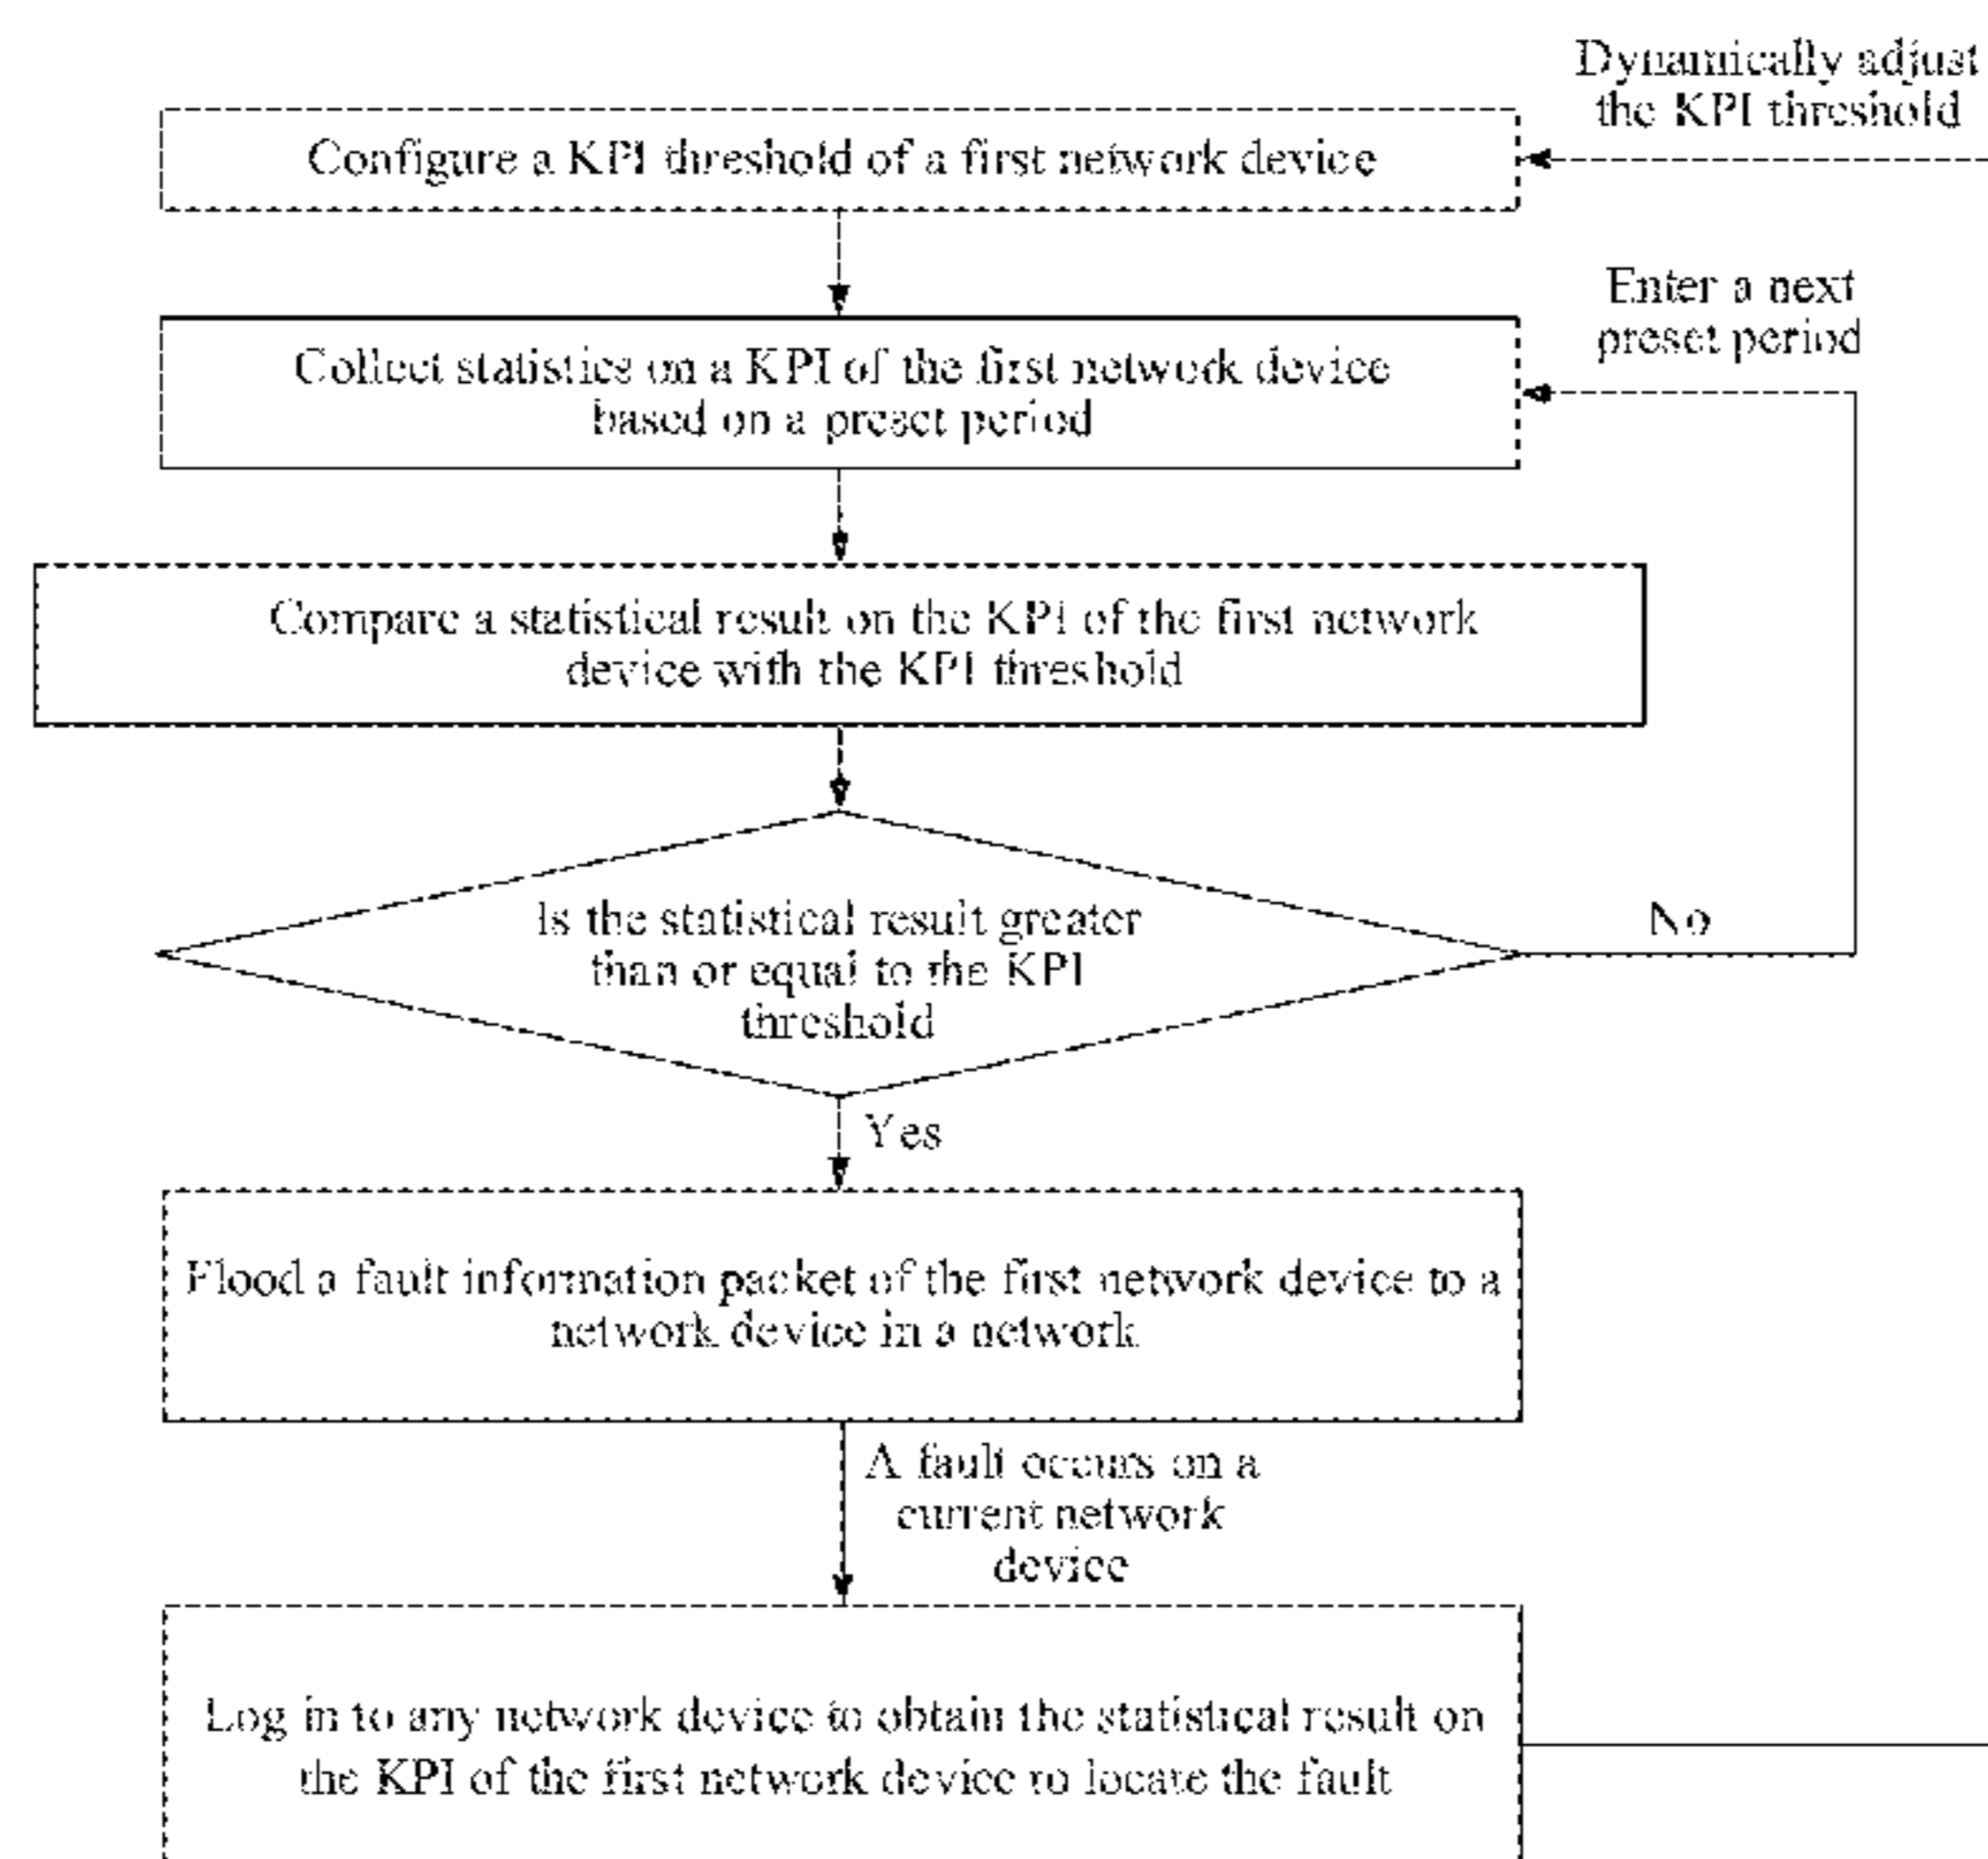 Dynamically adjust
the KPI threshold
Configure a KPI threshold of a first network device
Enter a next
preset period
Collect statistics on a KPI of the first network device
based on a preset period
Compare a statistical result on the KPI of the first network
device with the KPI threshold
Is the statistical result greater
than or equal to the KPI
threshold
No
Yes
Flood a fault information packet of the first network device to a
network device in a network
A fault occurs on a
current network
device
Log in to any network device to obtain the statistical result on
the KPI of the first network device to locate the fault